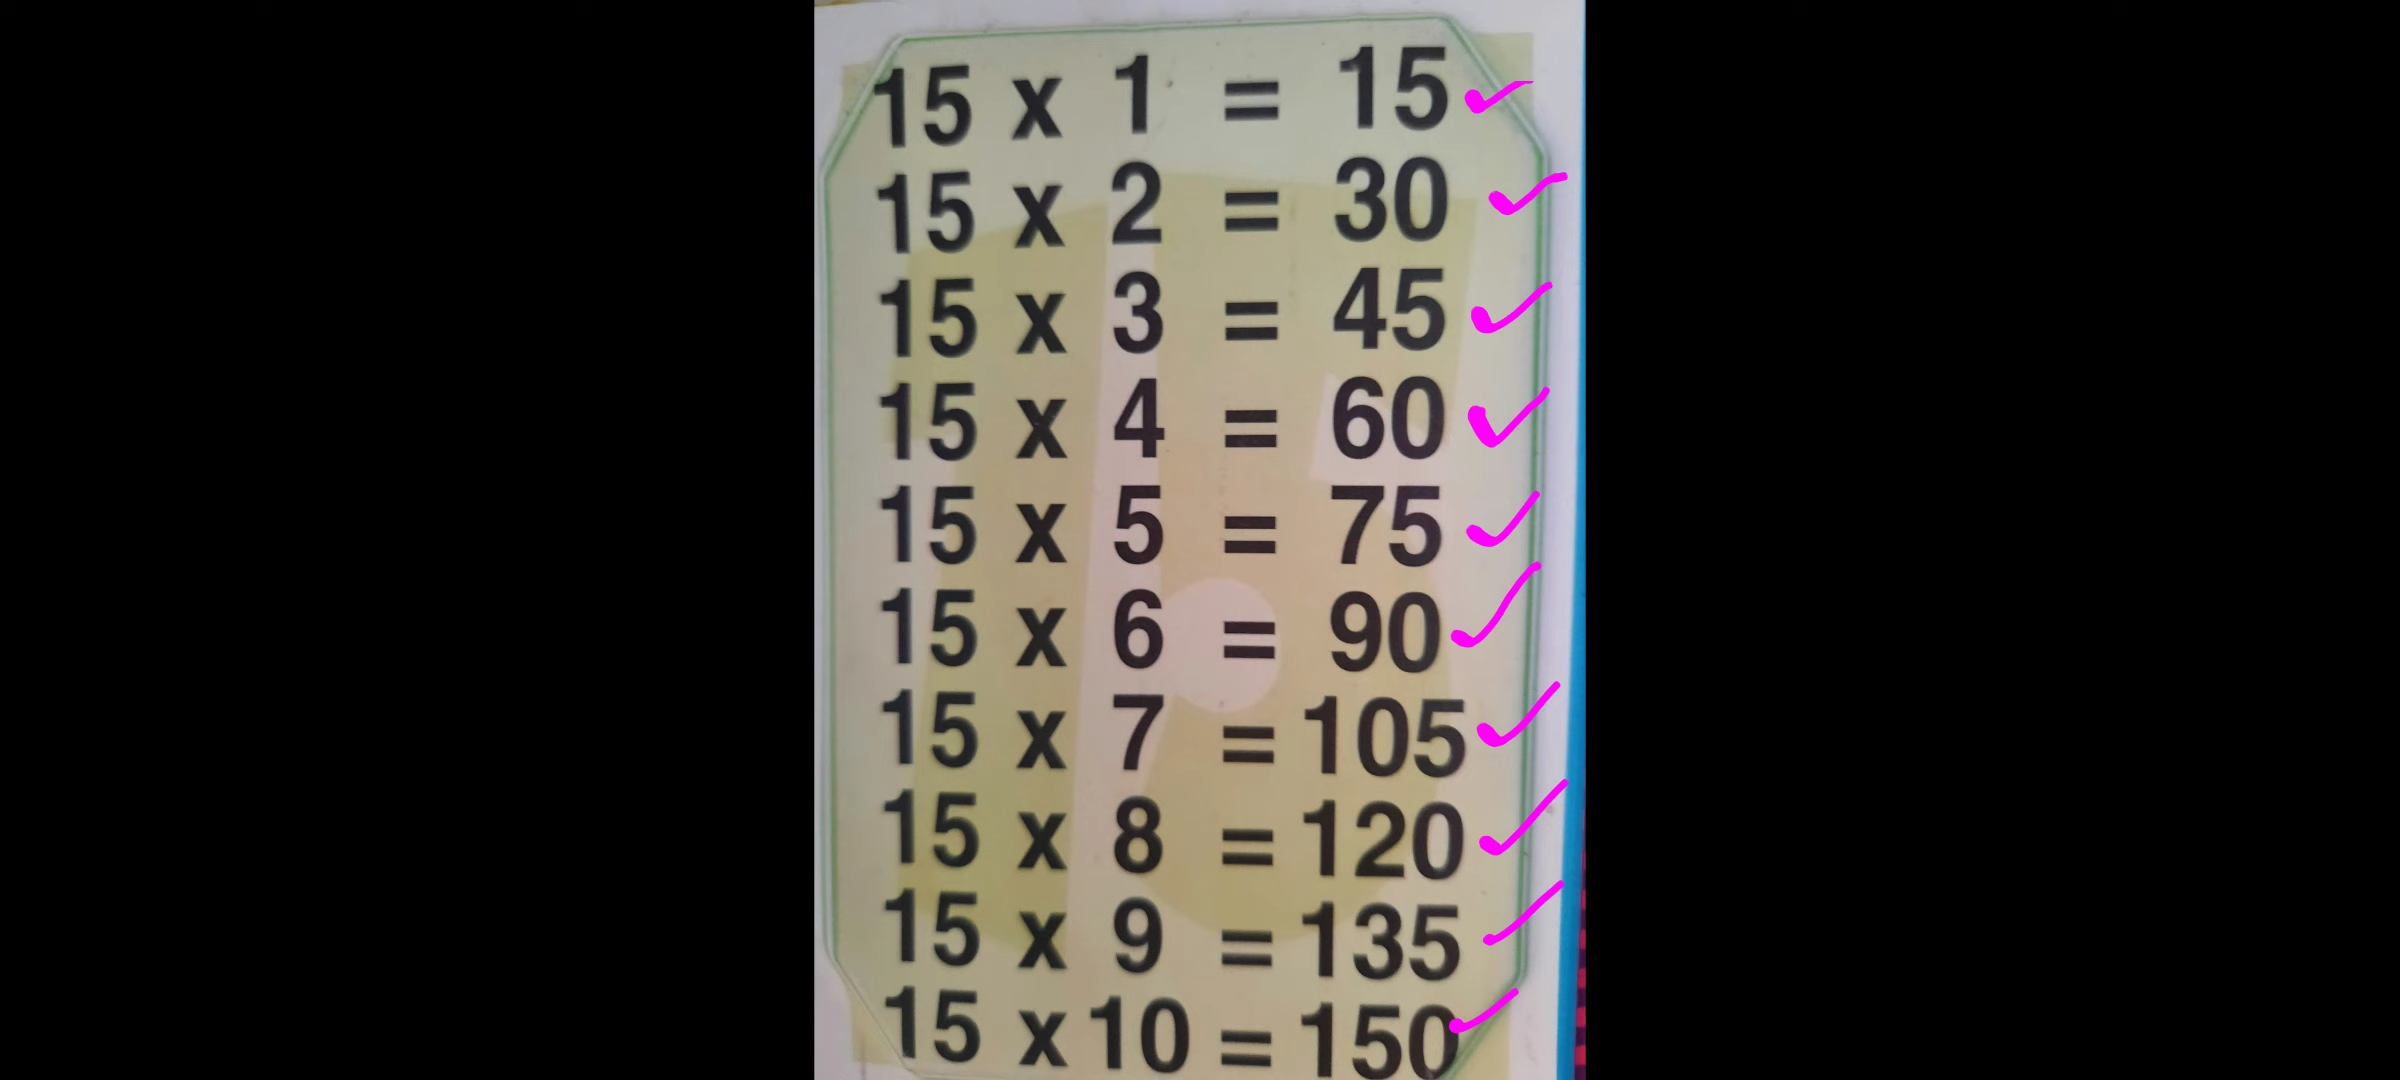 15 x 1 = 15
15 x 2 = 30
15 x 3 = 45
15 x 4 = 60
15 x 5 = 75
15 x 6 = 90
15 x 7 = 105
15 x 8 = 120
15 x 9 = 135
15 x 10 = 150